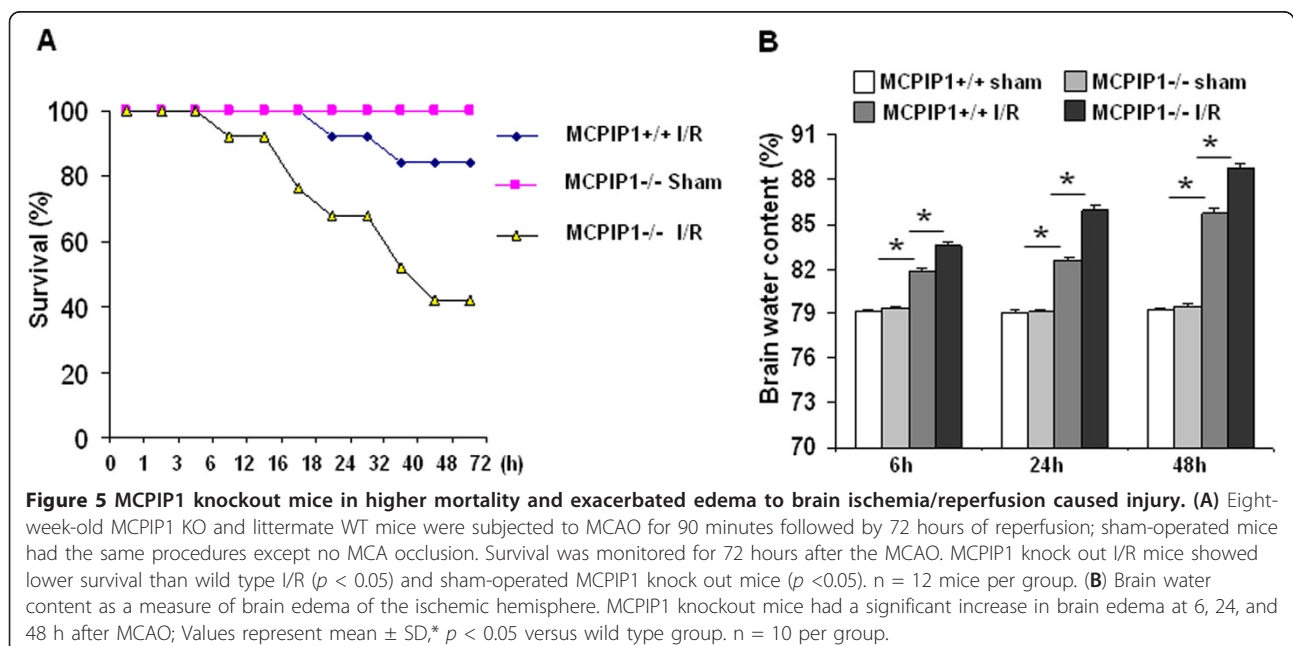 A
B
MCPIP1+/+ sham
MCPIP1-/- sham
MCPIP1+/+ I/R
MCPIP1-/- I/R
100
80
60
40
20
0
Survival (%)
0 1 3 6 12 16 18 24 32 40 48 72 (h)
MCPIP1+/+ I/R
MCPIP1-/- Sham
MCPIP1-/- I/R
91
88
85
82
79
76
73
70
Brain water content (%)
* * * * * *
6h 24h 48h
Figure 5 MCPIP1 knockout mice in higher mortality and exacerbated edema to brain ischemia/reperfusion caused injury. (A) Eight-
week-old MCPIP1 KO and littermate WT mice were subjected to MCAO for 90 minutes followed by 72 hours of reperfusion; sham-operated mice
had the same procedures except no MCA occlusion. Survival was monitored for 72 hours after the MCAO. MCPIP1 knock out I/R mice showed
lower survival than wild type I/R (p < 0.05) and sham-operated MCPIP1 knock out mice (p <0.05). n = 12 mice per group. (B) Brain water
content as a measure of brain edema of the ischemic hemisphere. MCPIP1 knockout mice had a significant increase in brain edema at 6, 24, and
48 h after MCAO; Values represent mean ± SD,* p < 0.05 versus wild type group. n = 10 per group.